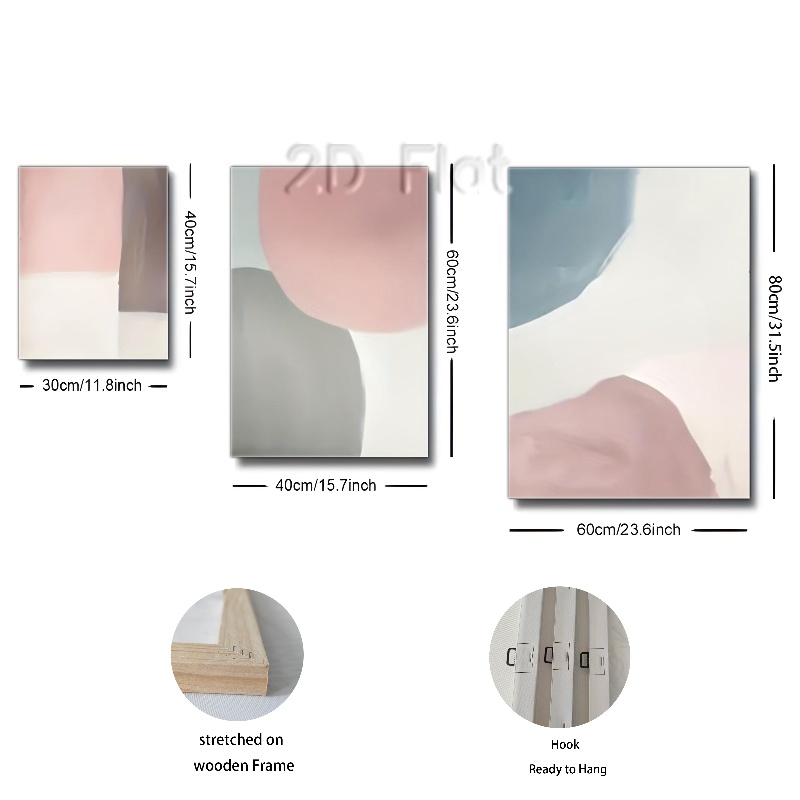 2D Flat
40cm/15.7inch
30cm/11.8inch
60cm/23.6inch
40cm/15.7inch
80cm/31.5inch
60cm/23.6inch
stretched on
wooden Frame
Hook
Ready to Hang